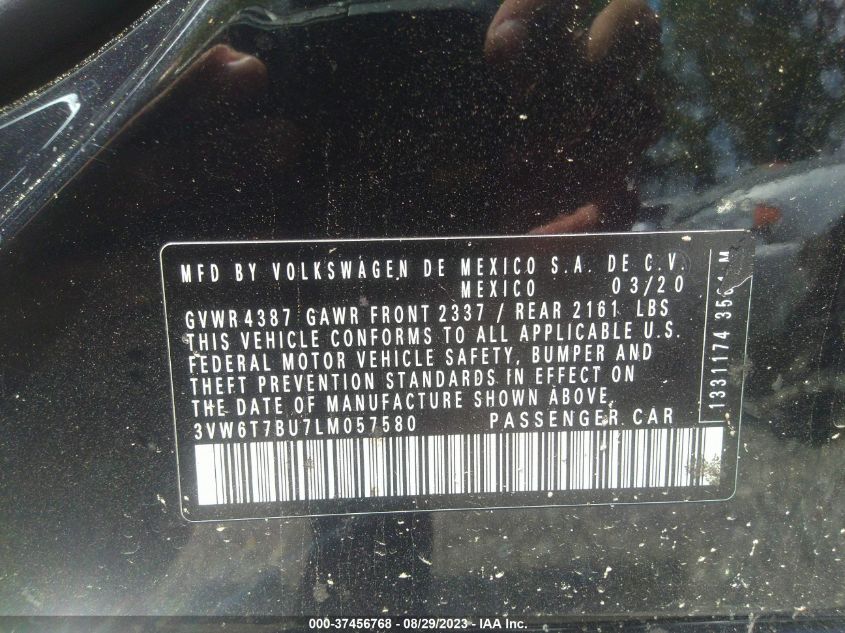 MFD BY VOLKSWAGEN DE MEXICO S.A. DE C.V.
MEXICO 03/20
GVWR 4387 GAWR FRONT 2337 / REAR 2161 LBS
THIS VEHICLE CONFORMS TO ALL APPLICABLE U.S.
FEDERAL MOTOR VEHICLE SAFETY, BUMPER AND
THEFT PREVENTION STANDARDS IN EFFECT ON
THE DATE OF MANUFACTURE SHOWN ABOVE.
3VW6T7BU7LM057580 PASSENGER CAR
1331174
000-37456768 - 08/29/2023 - IAA Inc.